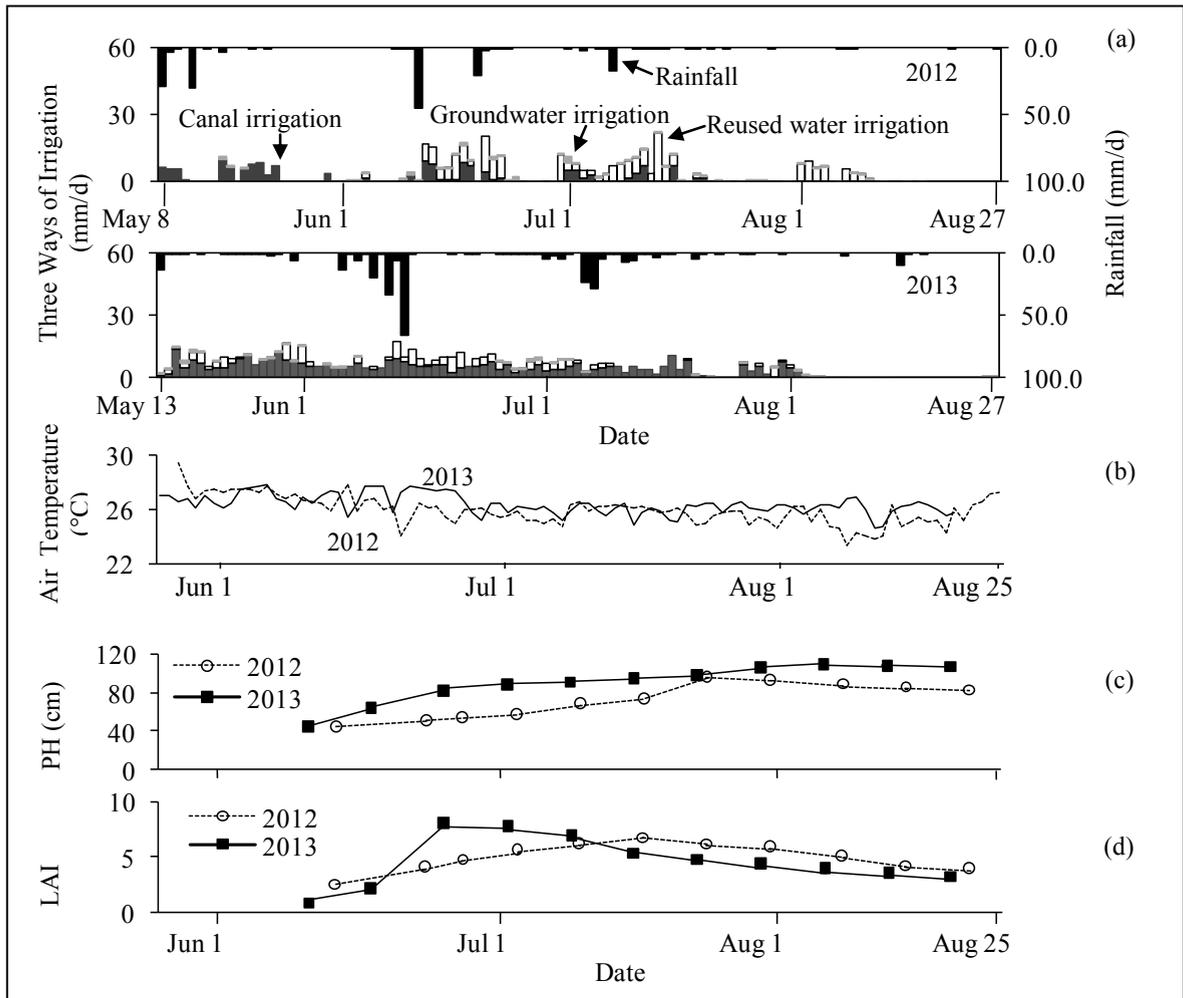 (a)
60
30
0
0.0
50.0
100.0
2012
Rainfall
Canal irrigation
Groundwater irrigation
Reused water irrigation
May 8
Jun 1
Jul 1
Aug 1
Aug 27
Three Ways of Irrigation
(mm/d)
Rainfall (mm/d)
60
30
0
0.0
50.0
100.0
2013
May 13
Jun 1
Jul 1
Aug 1
Aug 27
Date
(b)
30
26
22
Air Temperature
(°C)
2013
2012
Jun 1
Jul 1
Aug 1
Aug 25
(c)
120
80
40
0
PH (cm)
2012
2013
(d)
10
5
0
LAI
2012
2013
Jun 1
Jul 1
Aug 1
Aug 25
Date